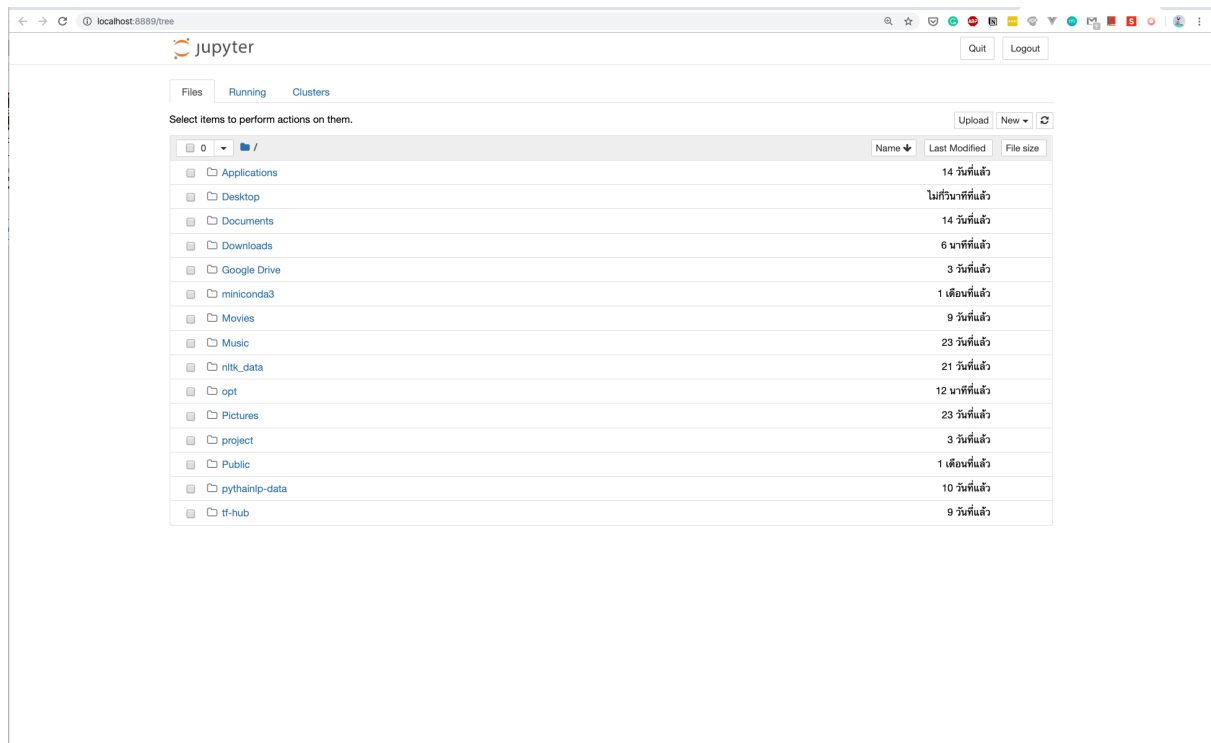 localhost:8889/tree
jupyter
Quit Logout
Files Running Clusters
Select items to perform actions on them.
Upload New
0 / Name Last Modified File size
Applications 14 วันที่แล้ว
Desktop ไม่กี่วินาทีที่แล้ว
Documents 14 วันที่แล้ว
Downloads 6 นาทีที่แล้ว
Google Drive 3 วันที่แล้ว
miniconda3 1 เดือนที่แล้ว
Movies 9 วันที่แล้ว
Music 23 วันที่แล้ว
nltk_data 21 วันที่แล้ว
opt 12 นาทีที่แล้ว
Pictures 23 วันที่แล้ว
project 3 วันที่แล้ว
Public 1 เดือนที่แล้ว
pythainlp-data 10 วันที่แล้ว
tf-hub 9 วันที่แล้ว